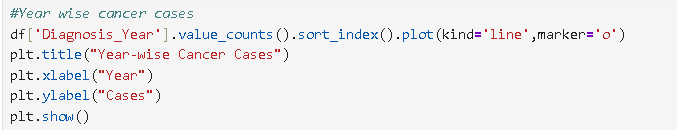 #Year wise cancer cases
df['Diagnosis_Year'].value_counts().sort_index().plot(kind='line',marker='o')
plt.title("Year-wise Cancer Cases")
plt.xlabel("Year")
plt.ylabel("Cases")
plt.show()